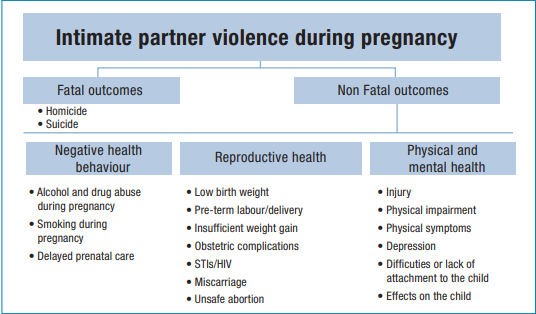 Intimate partner violence during pregnancy
Fatal outcomes
• Homicide
• Suicide
Non Fatal outcomes
Negative health
behaviour
• Alcohol and drug abuse
during pregnancy
• Smoking during
pregnancy
• Delayed prenatal care
Reproductive health
• Low birth weight
• Pre-term labour/delivery
• Insufficient weight gain
• Obstetric complications
• STIs/HIV
• Miscarriage
• Unsafe abortion
Physical and
mental health
• Injury
• Physical impairment
• Physical symptoms
• Depression
• Difficuties or lack of
attachment to the child
• Effects on the child